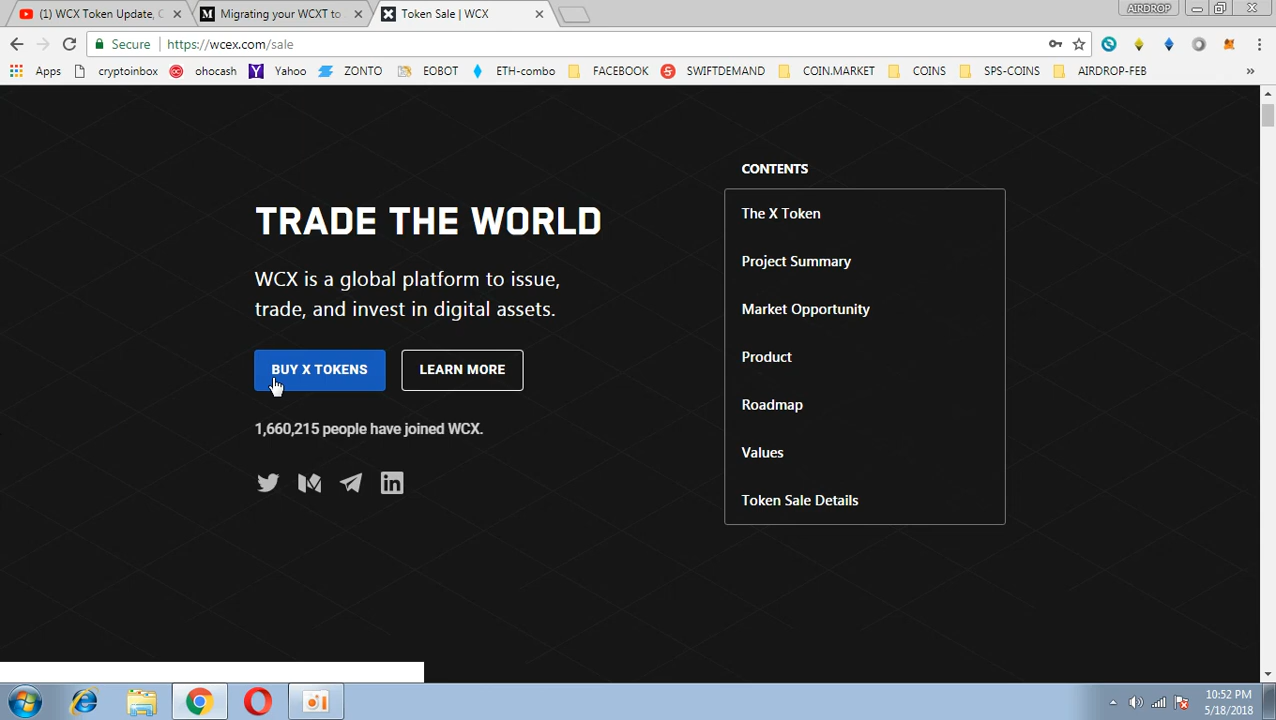 (1) WCX Token Update, C
Migrating your WCXT to
Token Sale | WCX
AIRDROP
Secure
https://wcex.com/sale
Apps
cryptoinbox
ohocash
Yahoo
ZONTO
EOBOT
ETH-combo
FACEBOOK
SWIFTDEMAND
COIN.MARKET
COINS
SPS-COINS
AIRDROP-FEB
»
TRADE THE WORLD
WCX is a global platform to issue,
trade, and invest in digital assets.
BUY X TOKENS
LEARN MORE
1,660,215 people have joined WCX.
CONTENTS
The X Token
Project Summary
Market Opportunity
Product
Roadmap
Values
Token Sale Details
10:52 PM
5/18/2018